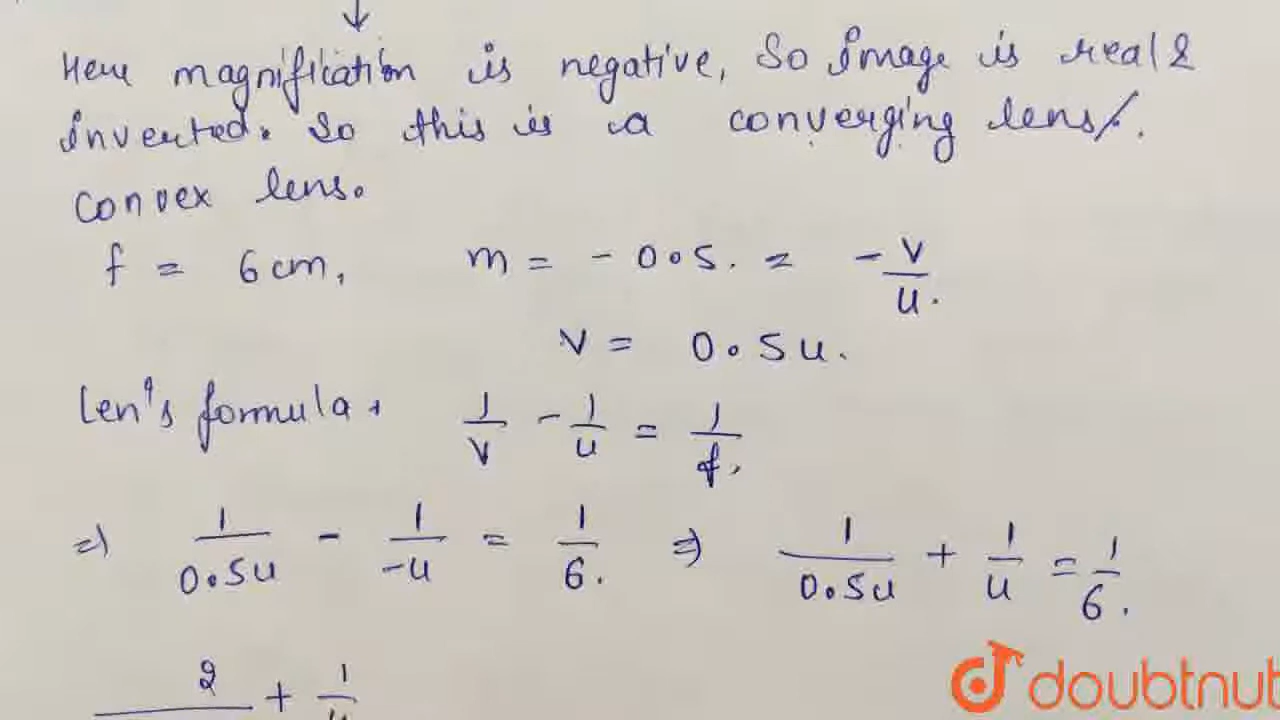 ↓
Here magnification is negative, So Image is real &
Inverted. So this is a converging lens/.
Convex lens.
f = 6 cm, m = - 0.5. = - v/u.
v = 0.5u.
Len's formula, 1/v - 1/u = 1/f.
=) 1/0.5u - 1/-u = 1/6. =) 1/0.5u + 1/u = 1/6.
2 + 1/u
doubtnut